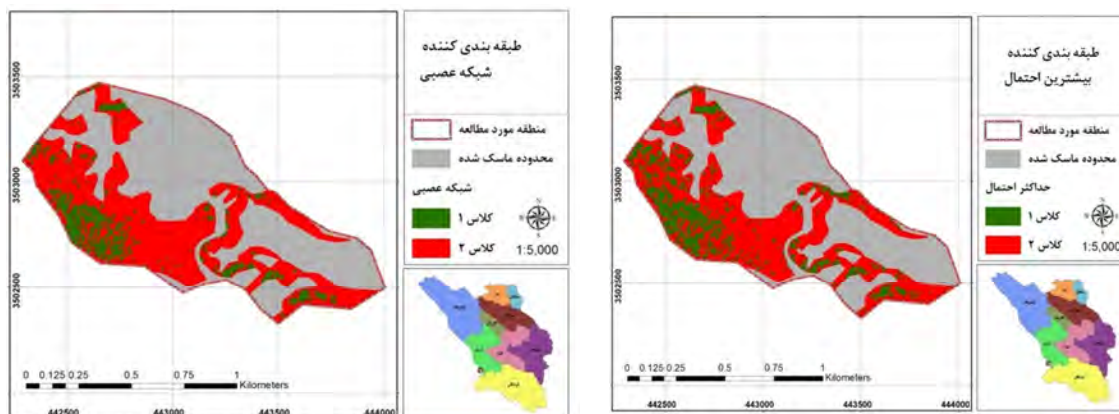 طبقه بندی کننده
شبکه عصبی
منطقه مورد مطالعه
محدوده ماسک شده
شبکه عصبی
کلاس ۱
کلاس ۲
1:5,000
3503500
3503000
3502500
0 0.125 0.25 0.5 0.75 1
Kilometers
442500 443000 443500 444000
طبقه بندی کننده
بیشترین احتمال
منطقه مورد مطالعه
محدوده ماسک شده
حداکثر احتمال
کلاس ۱
کلاس ۲
1:5,000
3503500
3503000
3502500
0 0.125 0.25 0.5 0.75 1
Kilometers
442500 443000 443500 444000